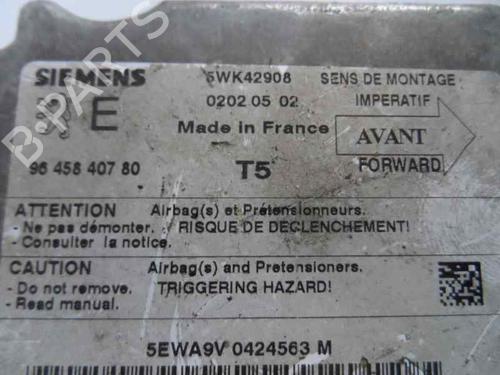 SIEMENS 5WK42908 SENS DE MONTAGE
0202 05 02 IMPERATIF
E Made in France AVANT
96 458 407 80 T5 FORWARD
ATTENTION Airbag(s) et Prétensionneurs.
- Ne pas démonter. RISQUE DE DECLENCHEMENT!
- Consulter la notice.
CAUTION Airbag(s) and Pretensioners.
- Do not remove. TRIGGERING HAZARD!
- Read manual.
5EWA9V 0424563 M
B-PARTS